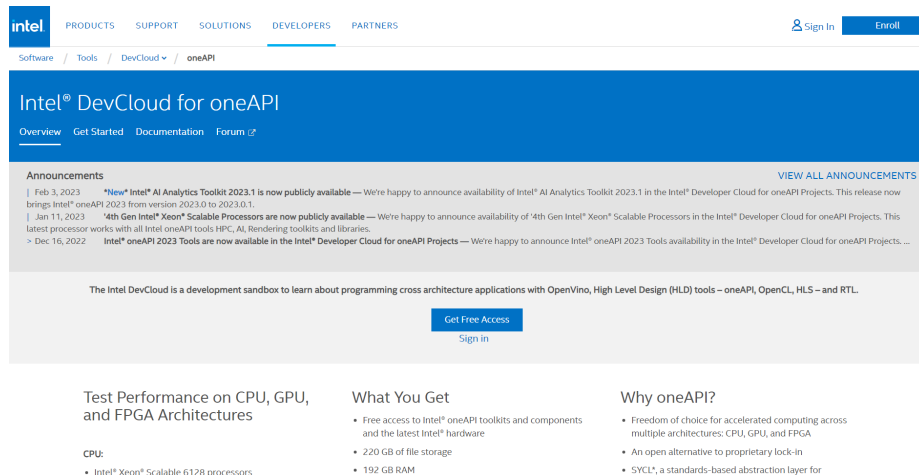 intel.
PRODUCTS SUPPORT SOLUTIONS DEVELOPERS PARTNERS
Sign In Enroll
Software / Tools / DevCloud / oneAPI
Intel® DevCloud for oneAPI
Overview Get Started Documentation Forum
Announcements VIEW ALL ANNOUNCEMENTS
| Feb 3, 2023 *New* Intel® AI Analytics Toolkit 2023.1 is now publicly available — We're happy to announce availability of Intel® AI Analytics Toolkit 2023.1 in the Intel® Developer Cloud for oneAPI Projects. This release now
brings Intel® oneAPI 2023 from version 2023.0 to 2023.0.1.
| Jan 11, 2023 '4th Gen Intel® Xeon® Scalable Processors are now publicly available — We're happy to announce availability of '4th Gen Intel® Xeon® Scalable Processors in the Intel® Developer Cloud for oneAPI Projects. This
latest processor works with all Intel oneAPI tools HPC, AI, Rendering toolkits and libraries.
> Dec 16, 2022 Intel® oneAPI 2023 Tools are now available in the Intel® Developer Cloud for oneAPI Projects — We're happy to announce Intel® oneAPI 2023 Tools availability in the Intel® Developer Cloud for oneAPI Projects. ...
The Intel DevCloud is a development sandbox to learn about programming cross architecture applications with OpenVino, High Level Design (HLD) tools – oneAPI, OpenCL, HLS – and RTL.
Get Free Access
Sign in
Test Performance on CPU, GPU,
and FPGA Architectures
CPU:
• Intel® Xeon® Scalable 6128 processors
What You Get
• Free access to Intel® oneAPI toolkits and components
and the latest Intel® hardware
• 220 GB of file storage
• 192 GB RAM
Why oneAPI?
• Freedom of choice for accelerated computing across
multiple architectures: CPU, GPU, and FPGA
• An open alternative to proprietary lock-in
• SYCL*, a standards-based abstraction layer for